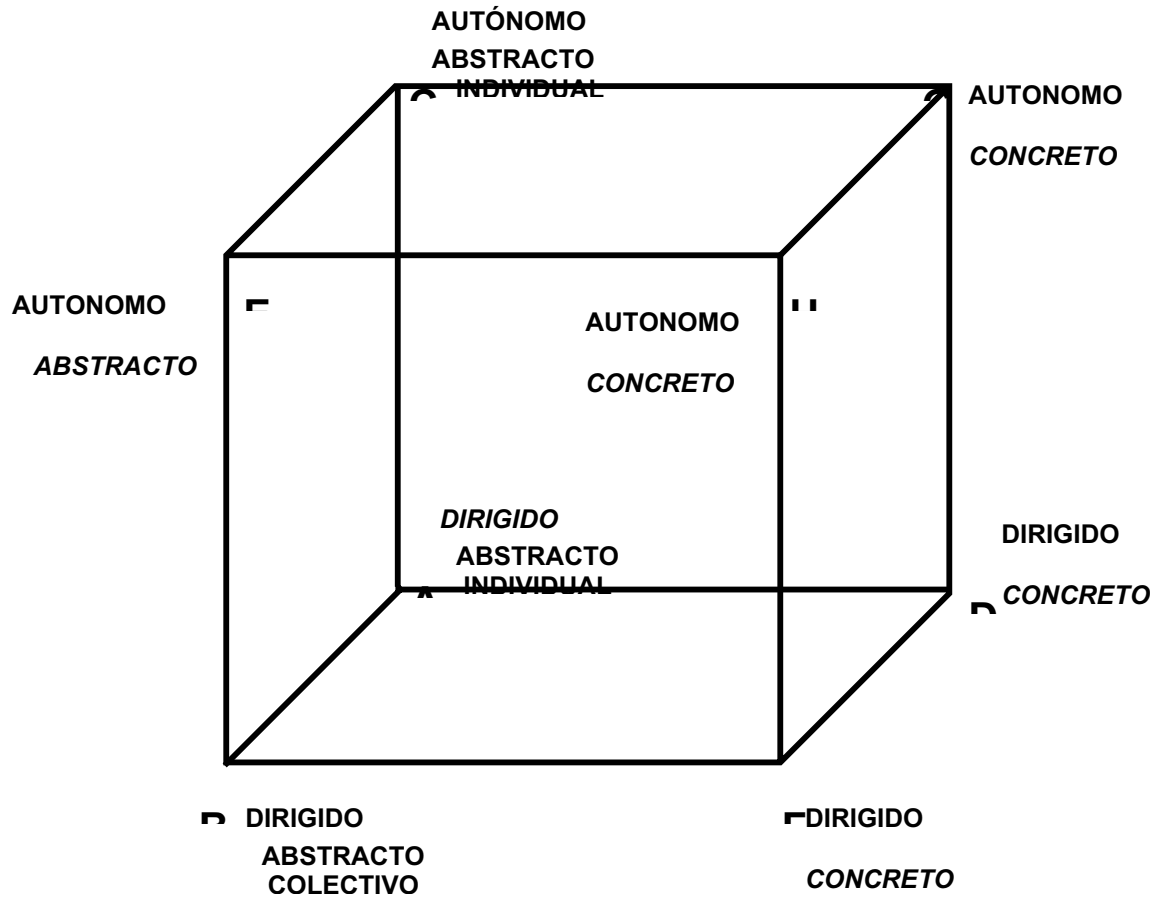 AUTÓNOMO
ABSTRACTO
INDIVIDUAL
AUTONOMO
CONCRETO
AUTONOMO
ABSTRACTO
AUTONOMO
CONCRETO
DIRIGIDO
ABSTRACTO
INDIVIDUAL
DIRIGIDO
CONCRETO
DIRIGIDO
ABSTRACTO
COLECTIVO
DIRIGIDO
CONCRETO